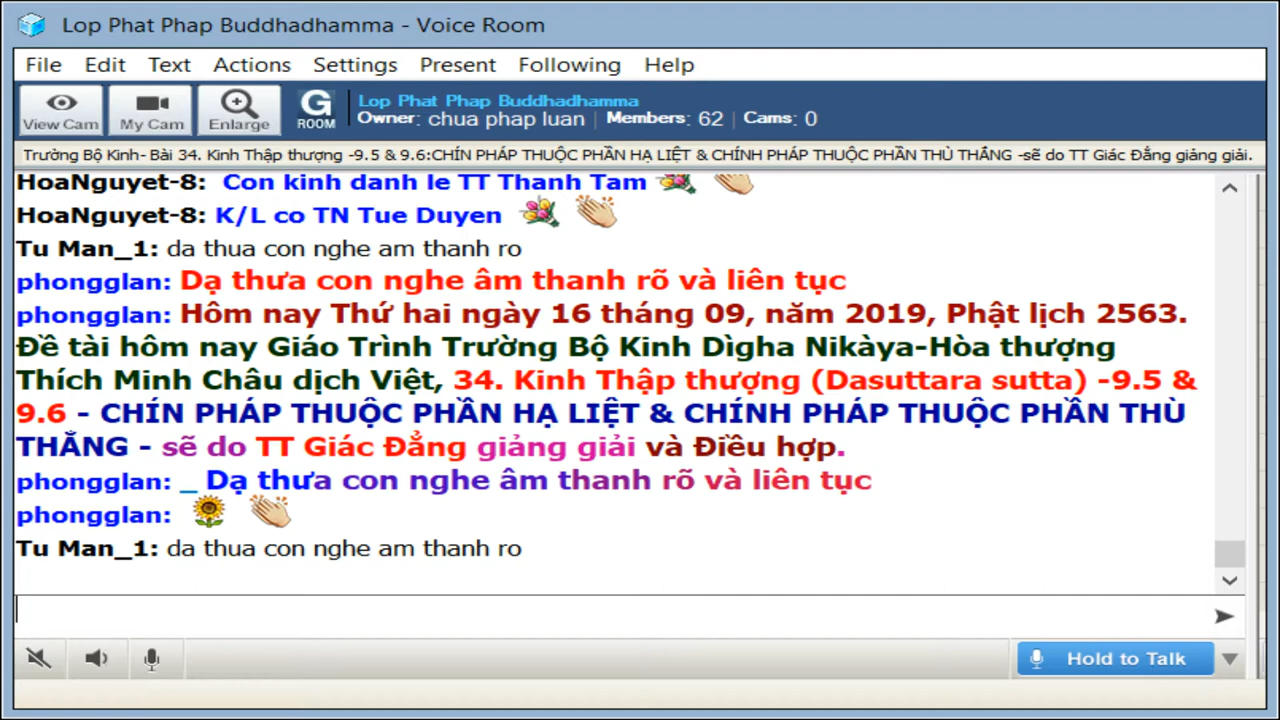 Lop Phat Phap Buddhadhamma - Voice Room
File Edit Text Actions Settings Present Following Help
View Cam My Cam Enlarge G ROOM
Lop Phat Phap Buddhadhamma
Owner: chua phap luan | Members: 62 | Cams: 0
Trường Bộ Kinh- Bài 34. Kinh Thập thượng -9.5 & 9.6:CHÍN PHÁP THUỘC PHẦN HẠ LIỆT & CHÍNH PHÁP THUỘC PHẦN THÙ THẮNG -sẽ do TT Giác Đẳng giảng giải.
HoaNguyet-8: Con kinh danh le TT Thanh Tam
HoaNguyet-8: K/L co TN Tue Duyen
Tu Man_1: da thua con nghe am thanh ro
phongglan: Dạ thưa con nghe âm thanh rõ và liên tục
phongglan: Hôm nay Thứ hai ngày 16 tháng 09, năm 2019, Phật lịch 2563.
Đề tài hôm nay Giáo Trình Trường Bộ Kinh Dìgha Nikàya-Hòa thượng
Thích Minh Châu dịch Việt, 34. Kinh Thập thượng (Dasuttara sutta) -9.5 &
9.6 - CHÍN PHÁP THUỘC PHẦN HẠ LIỆT & CHÍNH PHÁP THUỘC PHẦN THÙ
THẮNG - sẽ do TT Giác Đẳng giảng giải và Điều hợp.
phongglan: _ Dạ thưa con nghe âm thanh rõ và liên tục
phongglan:
Tu Man_1: da thua con nghe am thanh ro
Hold to Talk